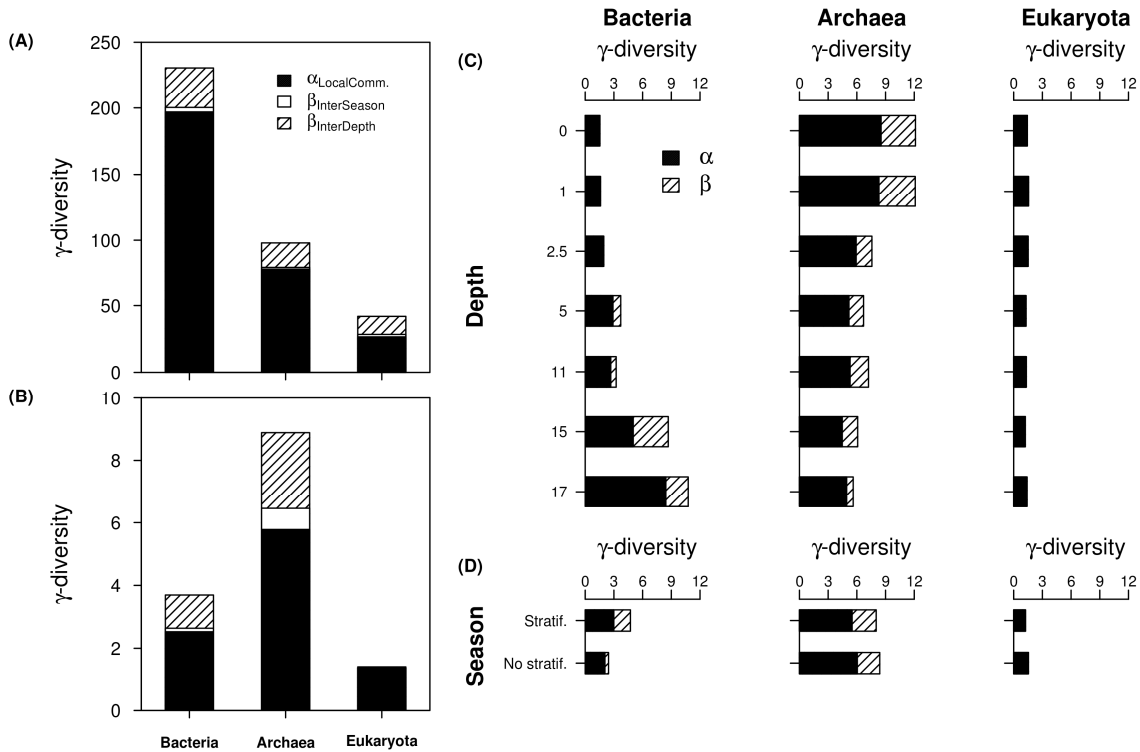 (A)
250
200
150
100
50
0
γ-diversity
αLocalComm.
βInterSeason
βInterDepth
(B)
10
8
6
4
2
0
γ-diversity
Bacteria Archaea Eukaryota
Bacteria Archaea Eukaryota
(C) γ-diversity γ-diversity γ-diversity
0 3 6 9 12 0 3 6 9 12 0 3 6 9 12
α
β
Depth
0
1
2.5
5
11
15
17
(D) γ-diversity γ-diversity γ-diversity
0 3 6 9 12 0 3 6 9 12 0 3 6 9 12
Season
Stratif.
No stratif.